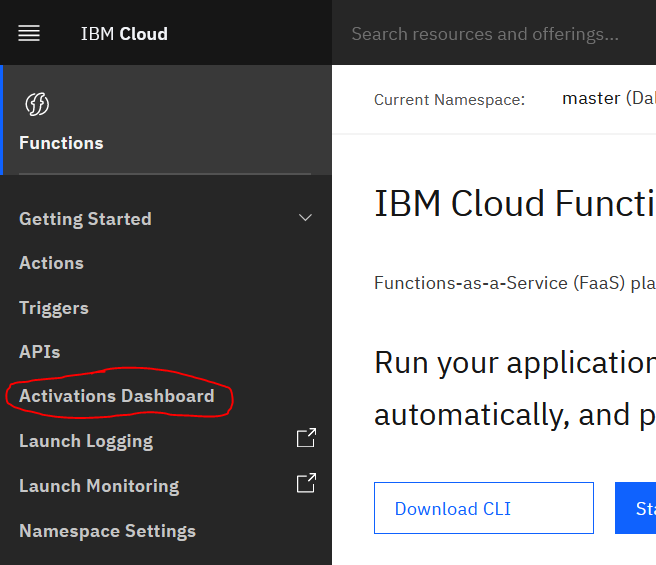 IBM Cloud
Search resources and offerings...
Functions
Getting Started
Actions
Triggers
APIs
Activations Dashboard
Launch Logging
Launch Monitoring
Namespace Settings
Current Namespace: master (Dal
IBM Cloud Functi
Functions-as-a-Service (FaaS) pla
Run your application
automatically, and p
Download CLI
Sta